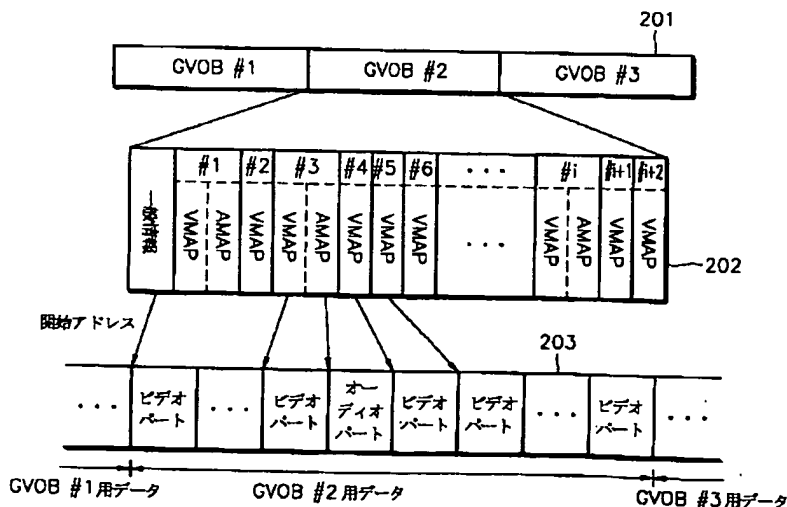 201
GVOB #1 GVOB #2 GVOB #3
#1 #2 #3 #4 #5 #6 ・・・ #i #i+1 #i+2
一般情報 VMAP AMAP VMAP VMAP AMAP VMAP VMAP VMAP ・・・ VMAP AMAP VMAP VMAP
202
開始アドレス
203
・・・ ビデオパート ・・・ ビデオパート オーディオパート ビデオパート ビデオパート ・・・ ビデオパート ・・・
GVOB #1用データ GVOB #2用データ GVOB #3用データ